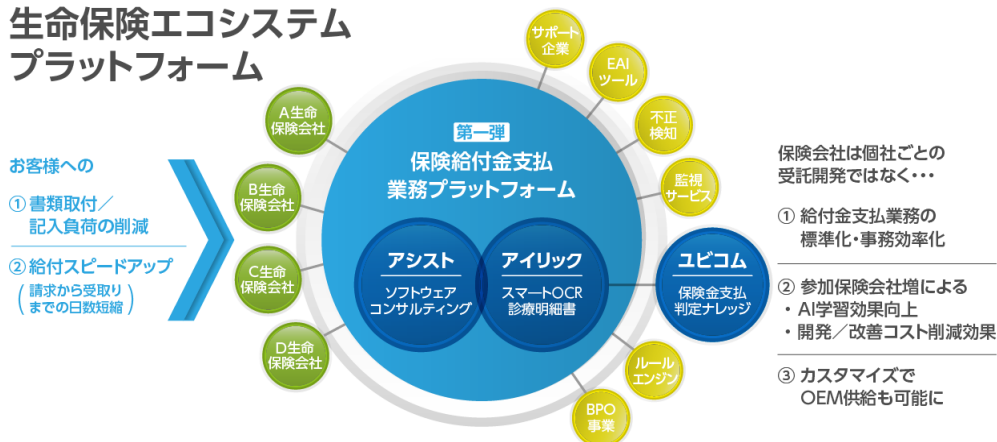 生命保険エコシステム
プラットフォーム
お客様への
① 書類取付／
記入負荷の削減
② 給付スピードアップ
(請求から受取り
までの日数短縮)
A生命
保険会社
B生命
保険会社
C生命
保険会社
D生命
保険会社
第一弾
保険給付金支払
業務プラットフォーム
アシスト
ソフトウェア
コンサルティング
アイリック
スマートOCR
診療明細書
ユビコム
保険金支払
判定ナレッジ
サポート
企業
EAI
ツール
不正
検知
監視
サービス
ルール
エンジン
BPO
事業
保険会社は個社ごとの
受託開発ではなく･･･
① 給付金支払業務の
標準化・事務効率化
② 参加保険会社増による
・AI学習効果向上
・開発／改善コスト削減効果
③ カスタマイズで
OEM供給も可能に